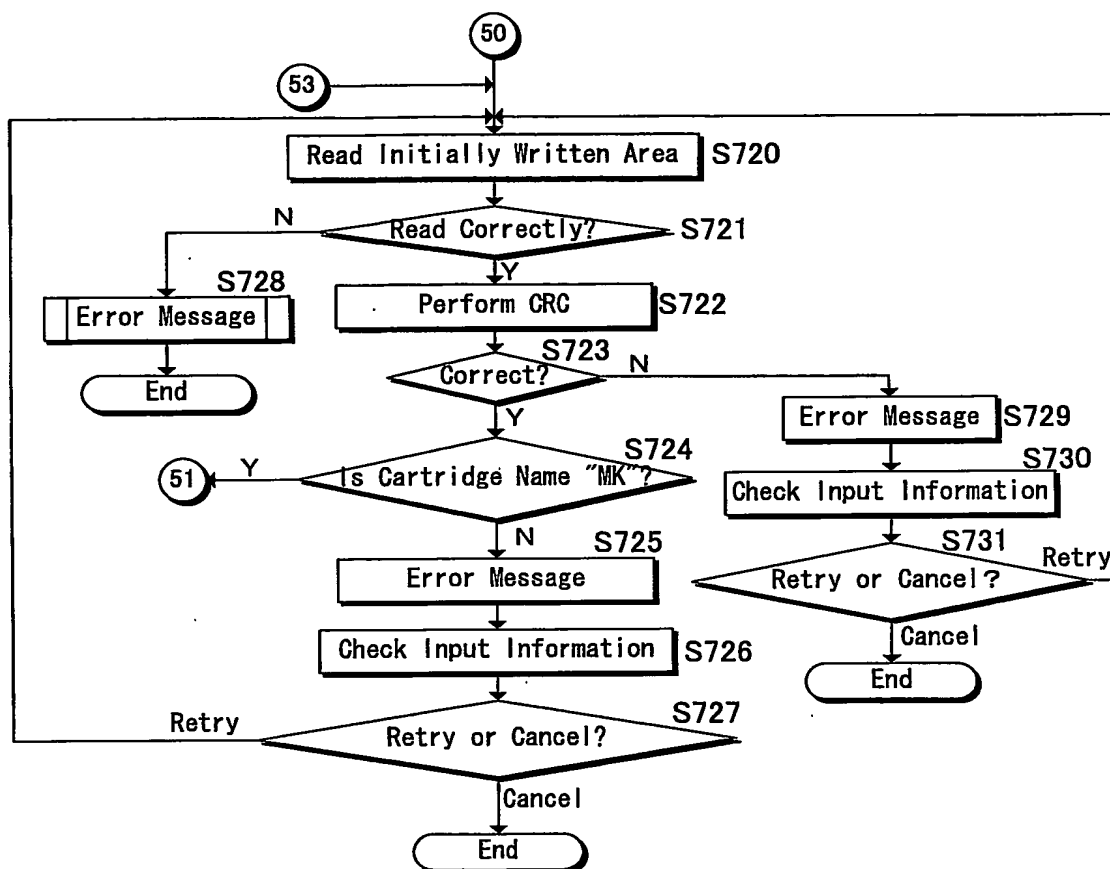 50
53
Read Initially Written Area S720
N
Read Correctly? S721
Y
S728
Error Message
End
Perform CRC S722
S723
Correct?
N
Y
Error Message S729
S724
Is Cartridge Name "MK"?
Y
51
N
S730
Check Input Information
S725
Error Message
S731
Retry or Cancel?
Retry
Cancel
End
Check Input Information S726
S727
Retry or Cancel?
Retry
Cancel
End